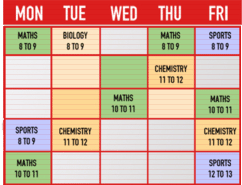 MON TUE WED THU FRI
MATHS BIOLOGY MATHS SPORTS
8 TO 9 8 TO 9 8 TO 9 8 TO 9
CHEMISTRY
11 TO 12
MATHS MATHS
10 TO 11 10 TO 11
SPORTS CHEMISTRY CHEMISTRY
8 TO 9 11 TO 12 11 TO 12
MATHS SPORTS
10 TO 11 12 TO 13